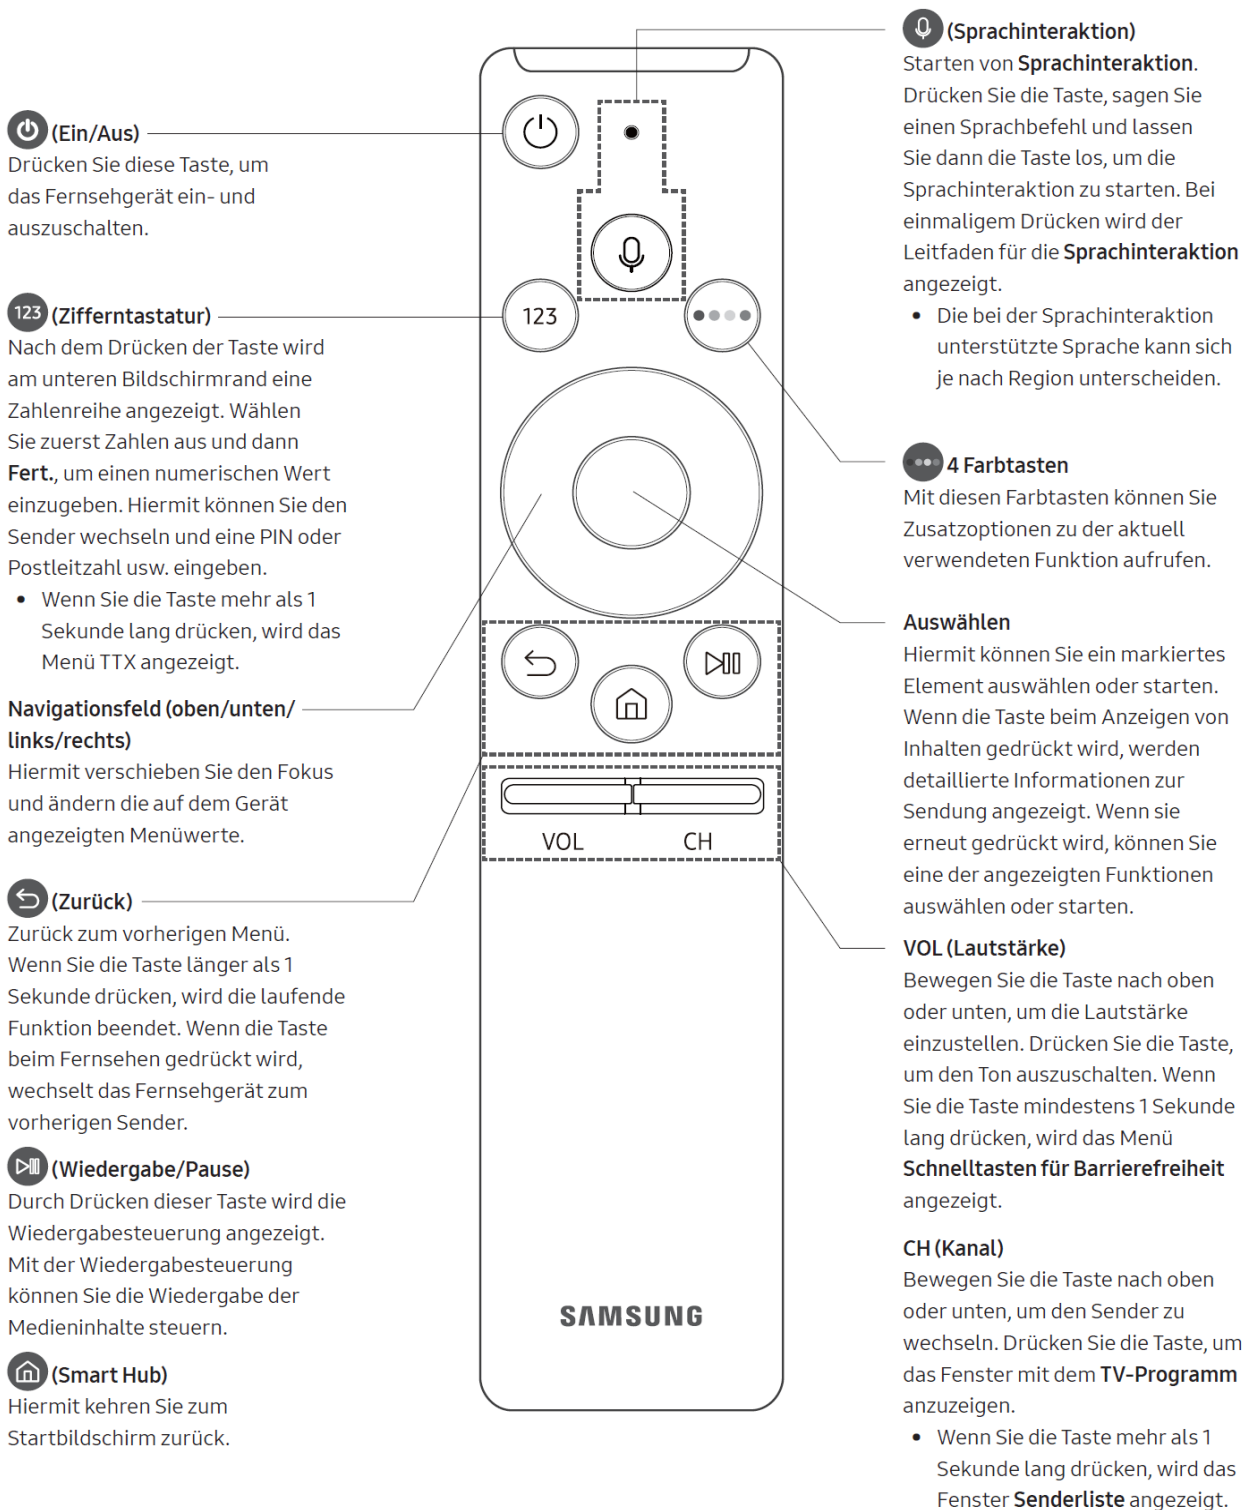 (Ein/Aus)
Drücken Sie diese Taste, um
das Fernsehgerät ein- und
auszuschalten.
123 (Zifferntastatur)
Nach dem Drücken der Taste wird
am unteren Bildschirmrand eine
Zahlenreihe angezeigt. Wählen
Sie zuerst Zahlen aus und dann
Fert., um einen numerischen Wert
einzugeben. Hiermit können Sie den
Sender wechseln und eine PIN oder
Postleitzahl usw. eingeben.
• Wenn Sie die Taste mehr als 1
Sekunde lang drücken, wird das
Menü TTX angezeigt.
Navigationsfeld (oben/unten/
links/rechts)
Hiermit verschieben Sie den Fokus
und ändern die auf dem Gerät
angezeigten Menüwerte.
(Zurück)
Zurück zum vorherigen Menü.
Wenn Sie die Taste länger als 1
Sekunde drücken, wird die laufende
Funktion beendet. Wenn die Taste
beim Fernsehen gedrückt wird,
wechselt das Fernsehgerät zum
vorherigen Sender.
(Wiedergabe/Pause)
Durch Drücken dieser Taste wird die
Wiedergabesteuerung angezeigt.
Mit der Wiedergabesteuerung
können Sie die Wiedergabe der
Medieninhalte steuern.
(Smart Hub)
Hiermit kehren Sie zum
Startbildschirm zurück.
123
VOL
CH
SAMSUNG
(Sprachinteraktion)
Starten von Sprachinteraktion.
Drücken Sie die Taste, sagen Sie
einen Sprachbefehl und lassen
Sie dann die Taste los, um die
Sprachinteraktion zu starten. Bei
einmaligem Drücken wird der
Leitfaden für die Sprachinteraktion
angezeigt.
• Die bei der Sprachinteraktion
unterstützte Sprache kann sich
je nach Region unterscheiden.
4 Farbtasten
Mit diesen Farbtasten können Sie
Zusatzoptionen zu der aktuell
verwendeten Funktion aufrufen.
Auswählen
Hiermit können Sie ein markiertes
Element auswählen oder starten.
Wenn die Taste beim Anzeigen von
Inhalten gedrückt wird, werden
detaillierte Informationen zur
Sendung angezeigt. Wenn sie
erneut gedrückt wird, können Sie
eine der angezeigten Funktionen
auswählen oder starten.
VOL (Lautstärke)
Bewegen Sie die Taste nach oben
oder unten, um die Lautstärke
einzustellen. Drücken Sie die Taste,
um den Ton auszuschalten. Wenn
Sie die Taste mindestens 1 Sekunde
lang drücken, wird das Menü
Schnelltasten für Barrierefreiheit
angezeigt.
CH (Kanal)
Bewegen Sie die Taste nach oben
oder unten, um den Sender zu
wechseln. Drücken Sie die Taste, um
das Fenster mit dem TV-Programm
anzuzeigen.
• Wenn Sie die Taste mehr als 1
Sekunde lang drücken, wird das
Fenster Senderliste angezeigt.